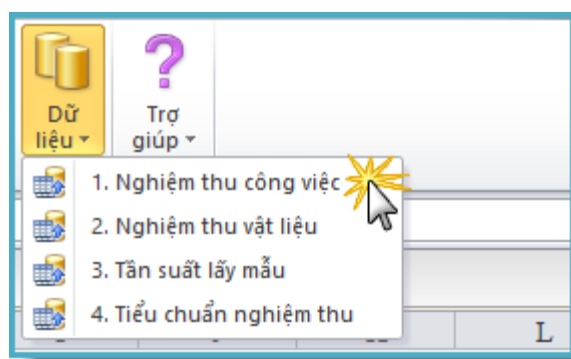 Dữ
liệu
Trợ
giúp
1. Nghiệm thu công việc
2. Nghiệm thu vật liệu
3. Tần suất lấy mẫu
4. Tiểu chuẩn nghiệm thu
L